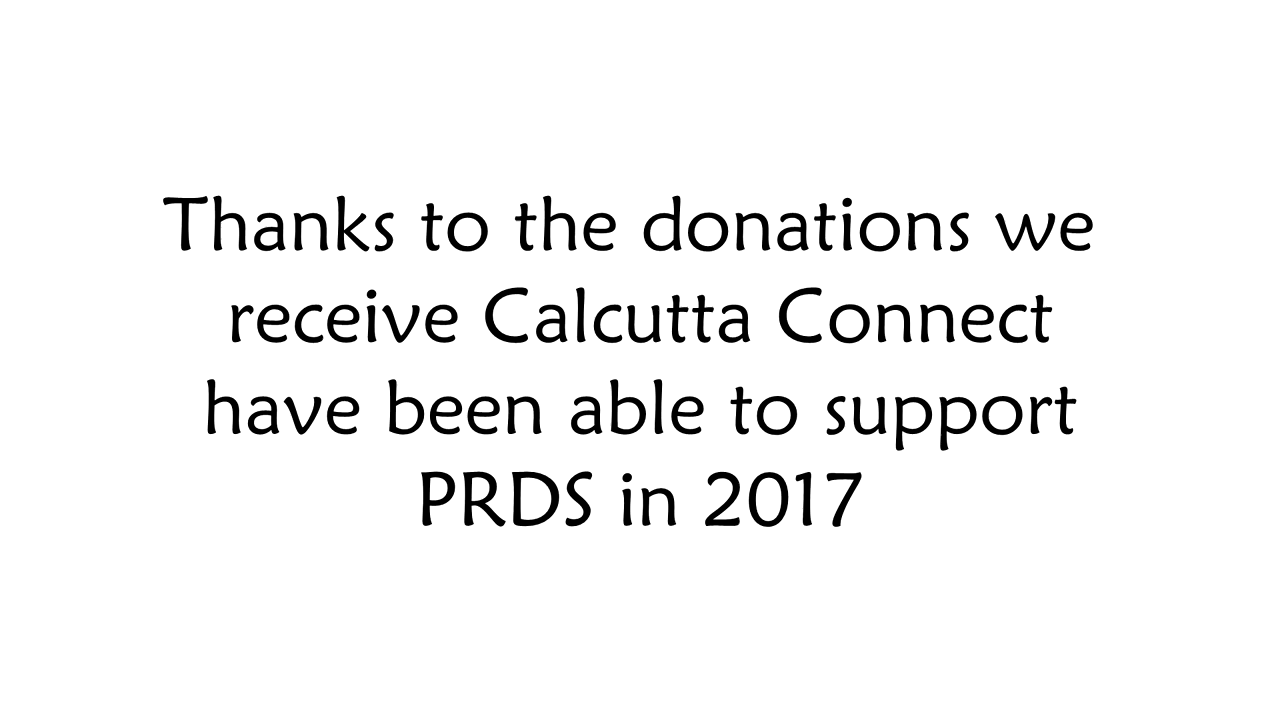 Thanks to the donations we
receive Calcutta Connect
have been able to support
PRDS in 2017